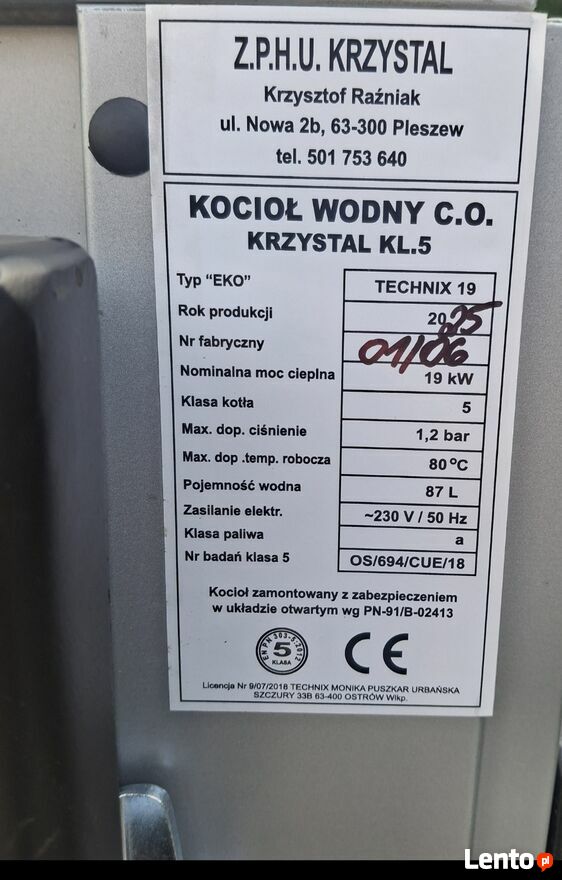 Z.P.H.U. KRZYSTAL
Krzysztof Raźniak
ul. Nowa 2b, 63-300 Pleszew
tel. 501 753 640
KOCIOŁ WODNY C.O.
KRZYSTAL KL.5
Typ "EKO" TECHNIX 19
Rok produkcji 2025
Nr fabryczny 01/06
Nominalna moc cieplna 19 kW
Klasa kotła 5
Max. dop. ciśnienie 1,2 bar
Max. dop .temp. robocza 80°C
Pojemność wodna 87 L
Zasilanie elektr. ~230 V / 50 Hz
Klasa paliwa a
Nr badań klasa 5 OS/694/CUE/18
Kocioł zamontowany z zabezpieczeniem
w układzie otwartym wg PN-91/B-02413
EN PN 303-5:2012
5
KLASA
CE
Licencja Nr 9/07/2018 TECHNIX MONIKA PUSZKAR URBAŃSKA
SZCZURY 33B 63-400 OSTRÓW Wlkp.
Lento.pl